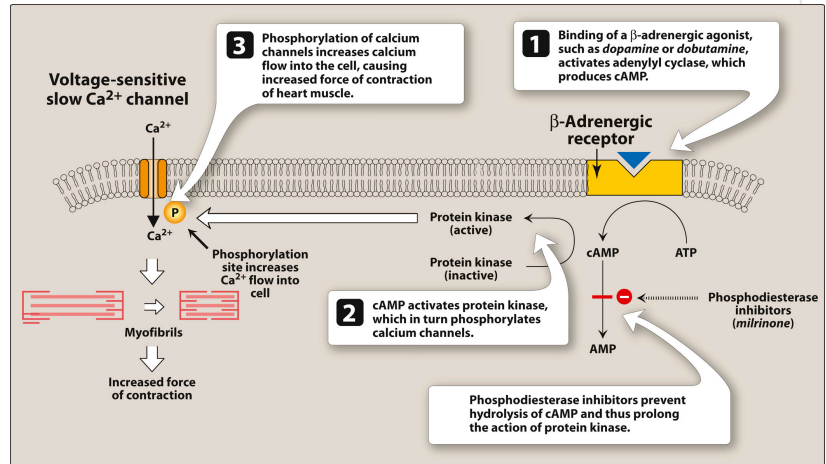 3
Phosphorylation of calcium
channels increases calcium
flow into the cell, causing
increased force of contraction
of heart muscle.
1
Binding of a β-adrenergic agonist,
such as dopamine or dobutamine,
activates adenylyl cyclase, which
produces cAMP.
Voltage-sensitive
slow Ca2+ channel
Ca2+
β-Adrenergic
receptor
P
Ca2+
Phosphorylation
site increases
Ca2+ flow into
cell
Protein kinase
(active)
Protein kinase
(inactive)
cAMP
ATP
2
cAMP activates protein kinase,
which in turn phosphorylates
calcium channels.
Phosphodiesterase
inhibitors
(milrinone)
Myofibrils
AMP
Increased force
of contraction
Phosphodiesterase inhibitors prevent
hydrolysis of cAMP and thus prolong
the action of protein kinase.